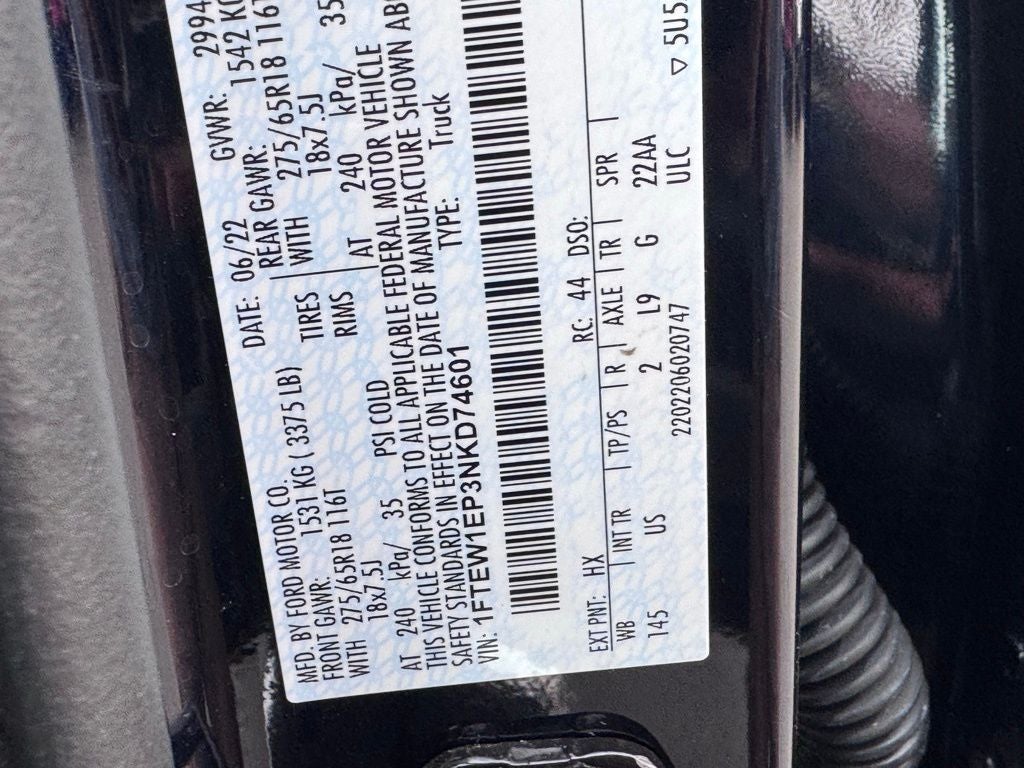 MFD. BY FORD MOTOR CO.
DATE: 06/22 GVWR: 2994
FRONT GAWR: 1531 KG ( 3375 LB) REAR GAWR: 1542 KG
WITH 275/65R18 116T TIRES WITH 275/65R18 116T
18x7.5J RIMS 18x7.5J
AT 240 kPa/ 35 PSI COLD AT 240 kPa/ 35
THIS VEHICLE CONFORMS TO ALL APPLICABLE FEDERAL MOTOR VEHICLE
SAFETY STANDARDS IN EFFECT ON THE DATE OF MANUFACTURE SHOWN
VIN: 1FTEW1EP3NKD74601 TYPE: Truck
EXT PNT: HX RC: 44 DSO:
WB INT TR TP/PS R AXLE TR SPR
145 US 2 L9 G 22AA
2202206020747 ULC
▽ 5U5